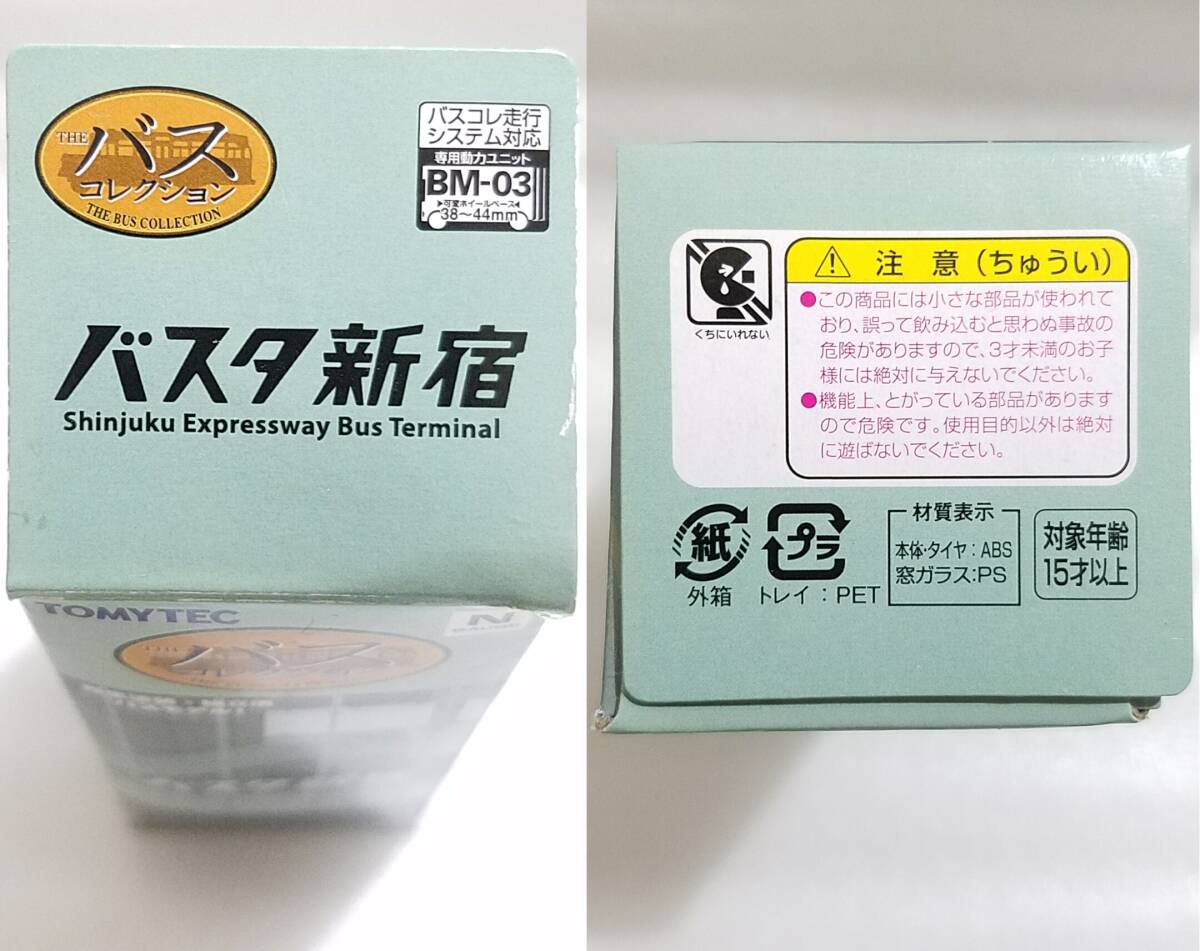 THE
バス
コレクション
THE BUS COLLECTION
バスコレ走行
システム対応
専用動力ユニット
BM-03
▶可変ホイールベース◀
38〜44mm
バスタ新宿
Shinjuku Expressway Bus Terminal
TOMYTEC
N
THE
バス
くちにいれない
注 意 (ちゅうい)
●この商品には小さな部品が使われて
おり、誤って飲み込むと思わぬ事故の
危険がありますので、3才未満のお子
様には絶対に与えないでください。
●機能上、とがっている部品があります
ので危険です。使用目的以外は絶対
に遊ばないでください。
紙
外箱
プラ
トレイ：PET
材質表示
本体・タイヤ：ABS
窓ガラス：PS
対象年齢
15才以上